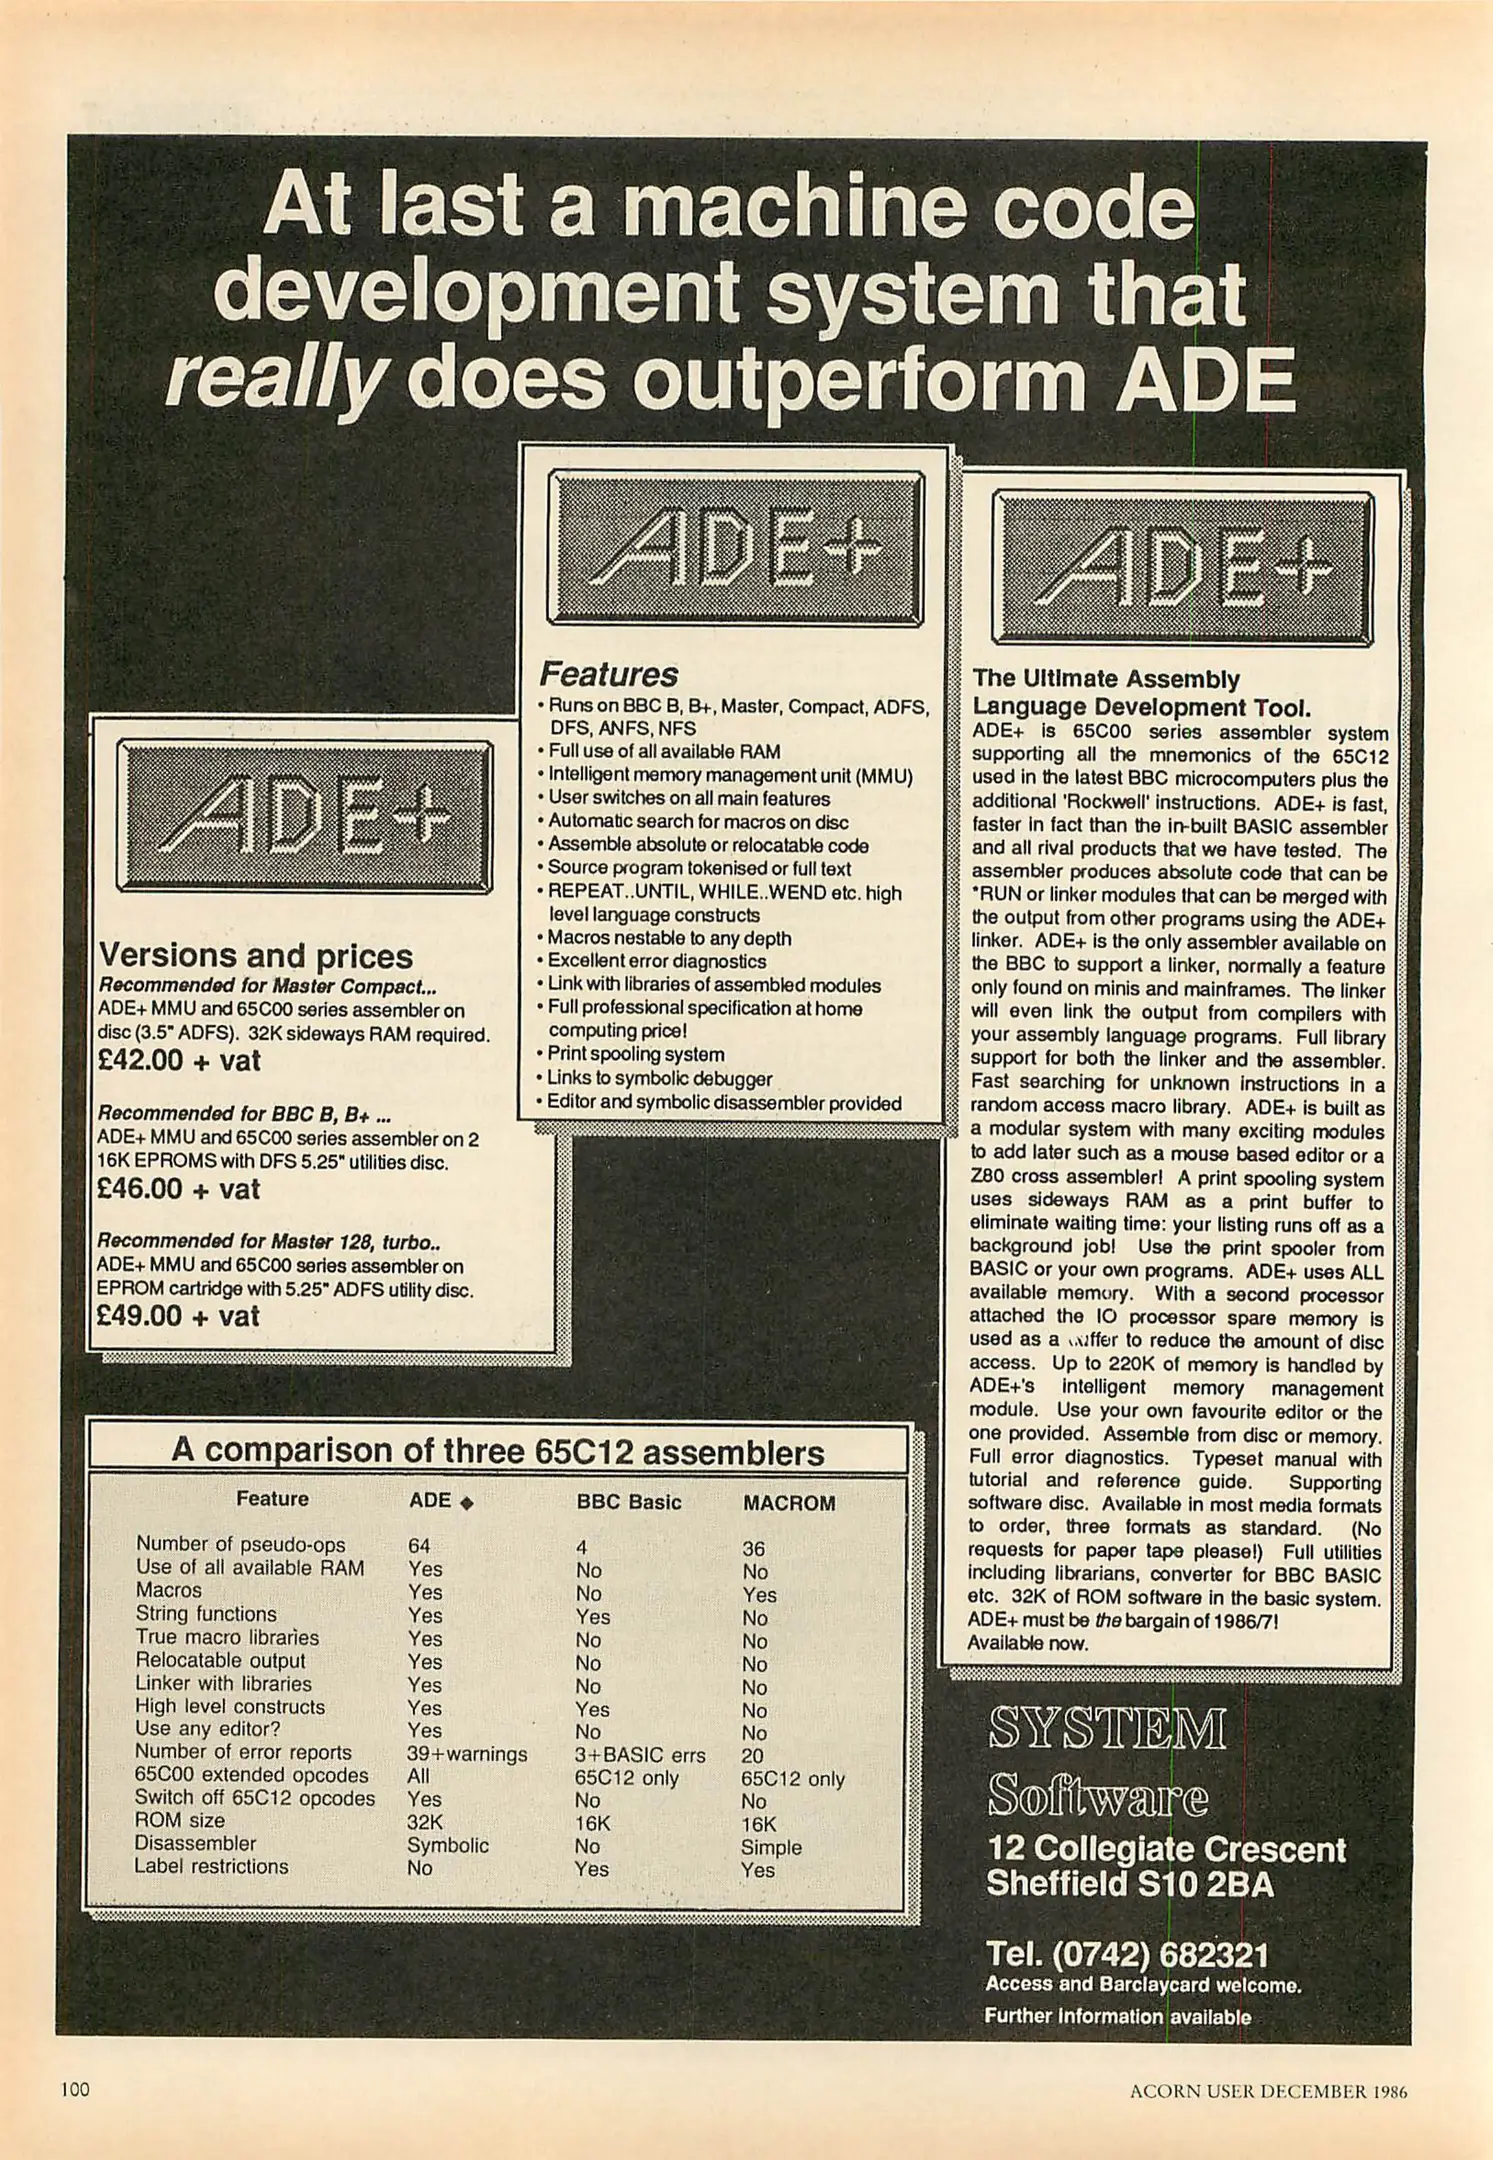 At last a machine code
development system that
really does outperform ADE
ADE+
Versions and prices
Recommended for Master Compact...
ADE+ MMU and 65C00 series assembler on
disc (3.5" ADFS). 32K sideways RAM required.
£42.00 + vat
Recommended for BBC B, B+ ...
ADE+ MMU and 65C00 series assembler on 2
16K EPROMS with DFS 5.25" utilities disc.
£46.00 + vat
Recommended for Master 128, turbo..
ADE+ MMU and 65C00 series assembler on
EPROM cartridge with 5.25" ADFS utility disc.
£49.00 + vat
ADE+
Features
• Runs on BBC B, B+, Master, Compact, ADFS,
DFS, ANFS, NFS
• Full use of all available RAM
• Intelligent memory management unit (MMU)
• User switches on all main features
• Automatic search for macros on disc
• Assemble absolute or relocatable code
• Source program tokenised or full text
• REPEAT..UNTIL, WHILE..WEND etc. high
level language constructs
• Macros nestable to any depth
• Excellent error diagnostics
• Link with libraries of assembled modules
• Full professional specification at home
computing price!
• Print spooling system
• Links to symbolic debugger
• Editor and symbolic disassembler provided
ADE+
The Ultimate Assembly
Language Development Tool.
ADE+ is 65C00 series assembler system
supporting all the mnemonics of the 65C12
used in the latest BBC microcomputers plus the
additional 'Rockwell' instructions. ADE+ is fast,
faster in fact than the in-built BASIC assembler
and all rival products that we have tested. The
assembler produces absolute code that can be
*RUN or linker modules that can be merged with
the output from other programs using the ADE+
linker. ADE+ is the only assembler available on
the BBC to support a linker, normally a feature
only found on minis and mainframes. The linker
will even link the output from compilers with
your assembly language programs. Full library
support for both the linker and the assembler.
Fast searching for unknown instructions in a
random access macro library. ADE+ is built as
a modular system with many exciting modules
to add later such as a mouse based editor or a
Z80 cross assembler! A print spooling system
uses sideways RAM as a print buffer to
eliminate waiting time: your listing runs off as a
background job! Use the print spooler from
BASIC or your own programs. ADE+ uses ALL
available memory. With a second processor
attached the IO processor spare memory is
used as a buffer to reduce the amount of disc
access. Up to 220K of memory is handled by
ADE+'s intelligent memory management
module. Use your own favourite editor or the
one provided. Assemble from disc or memory.
Full error diagnostics. Typeset manual with
tutorial and reference guide. Supporting
software disc. Available in most media formats
to order, three formats as standard. (No
requests for paper tape please!) Full utilities
including librarians, converter for BBC BASIC
etc. 32K of ROM software in the basic system.
ADE+ must be the bargain of 1986/7!
Available now.
A comparison of three 65C12 assemblers
Feature ADE ♦ BBC Basic MACROM
Number of pseudo-ops 64 4 36
Use of all available RAM Yes No No
Macros Yes No Yes
String functions Yes Yes No
True macro libraries Yes No No
Relocatable output Yes No No
Linker with libraries Yes No No
High level constructs Yes Yes No
Use any editor? Yes No No
Number of error reports 39+warnings 3+BASIC errs 20
65C00 extended opcodes All 65C12 only 65C12 only
Switch off 65C12 opcodes Yes No No
ROM size 32K 16K 16K
Disassembler Symbolic No Simple
Label restrictions No Yes Yes
SYSTEM
Software
12 Collegiate Crescent
Sheffield S10 2BA
Tel. (0742) 682321
Access and Barclaycard welcome.
Further information available
100
ACORN USER DECEMBER 1986